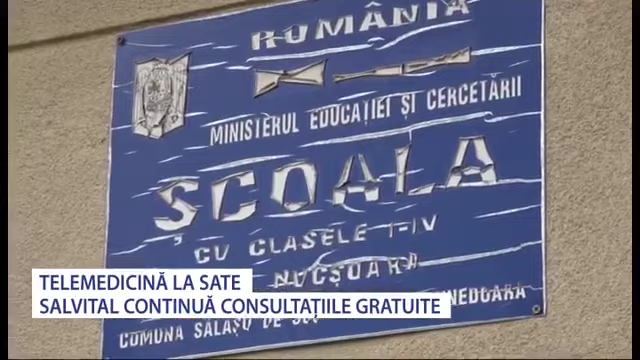 ROMÂNIA
MINISTERUL EDUCAȚIEI ȘI CERCETĂRII
ȘCOALA
CU CLASELE I-IV
NUCȘOARA
TELEMEDICINĂ LA SATE
SALVITAL CONTINUĂ CONSULTAȚIILE GRATUITE
COMUNA SĂLAȘU DE